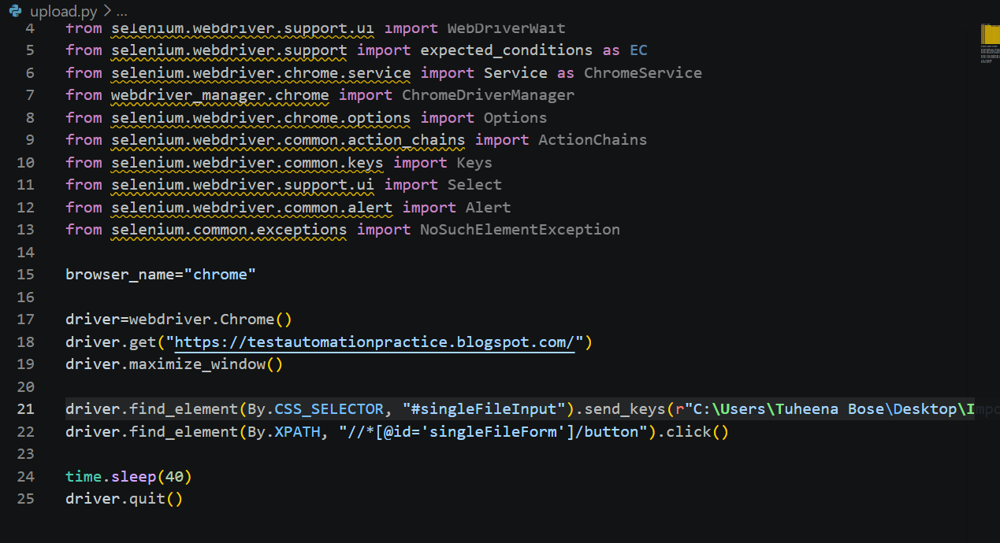 upload.py > ...
4 from selenium.webdriver.support.ui import WebDriverWait
5 from selenium.webdriver.support import expected_conditions as EC
6 from selenium.webdriver.chrome.service import Service as ChromeService
7 from webdriver_manager.chrome import ChromeDriverManager
8 from selenium.webdriver.chrome.options import Options
9 from selenium.webdriver.common.action_chains import ActionChains
10 from selenium.webdriver.common.keys import Keys
11 from selenium.webdriver.support.ui import Select
12 from selenium.webdriver.common.alert import Alert
13 from selenium.common.exceptions import NoSuchElementException
14
15 browser_name="chrome"
16
17 driver=webdriver.Chrome()
18 driver.get("https://testautomationpractice.blogspot.com/")
19 driver.maximize_window()
20
21 driver.find_element(By.CSS_SELECTOR, "#singleFileInput").send_keys(r"C:\Users\Tuheena Bose\Desktop\Impo
22 driver.find_element(By.XPATH, "//*[@id='singleFileForm']/button").click()
23
24 time.sleep(40)
25 driver.quit()